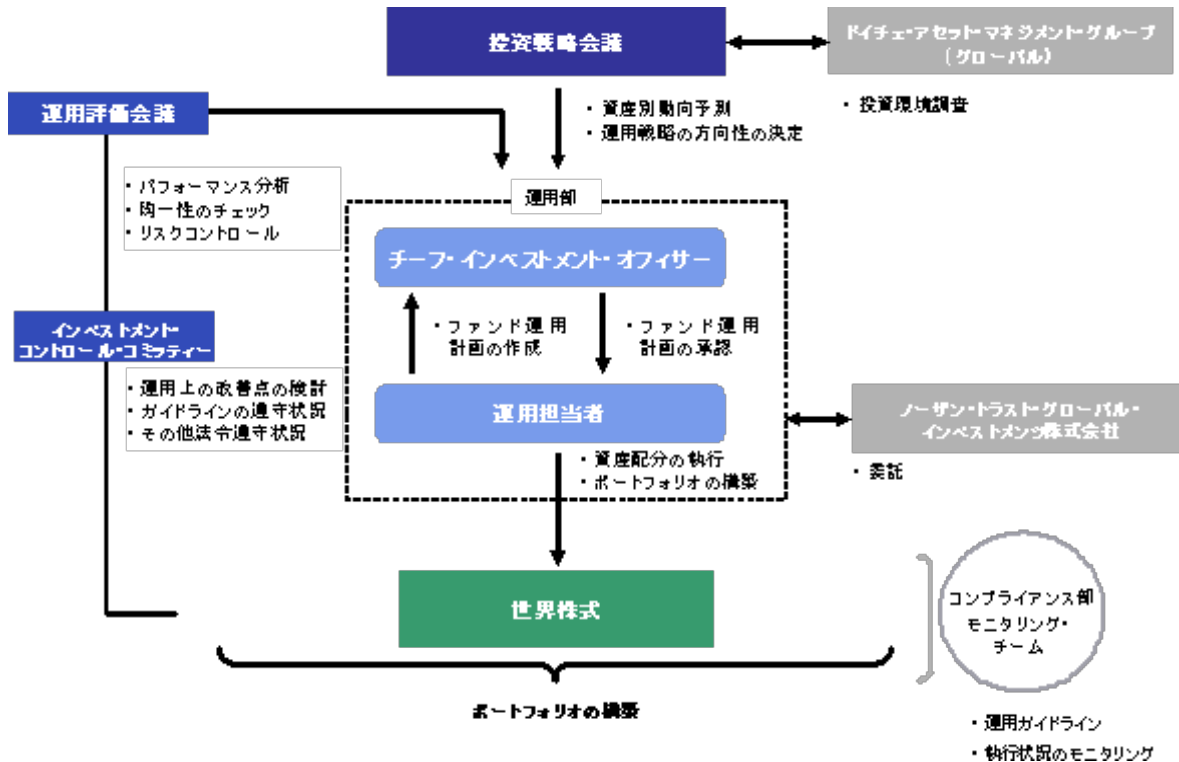 投資戦略会議
ドイチェ・アセット・マネジメント・グループ
(グローバル)
・投資環境調査
運用評価会議
・資産別動向予測
・運用戦略の方向性の決定
・パフォーマンス分析
・均一性のチェック
・リスクコントロール
運用部
チーフ・インベストメント・オフィサー
・ファンド運用
計画の作成
・ファンド運用
計画の承認
インベストメント・
コントロール・コミッティー
・運用上の改善点の検討
・ガイドラインの遵守状況
・その他法令遵守状況
運用担当者
ノーザン・トラスト・グローバル・
インベストメンツ株式会社
・委託
・資産配分の執行
・ポートフォリオの構築
世界株式
コンプライアンス部
モニタリング・
チーム
ポートフォリオの構築
・運用ガイドライン
・執行状況のモニタリング